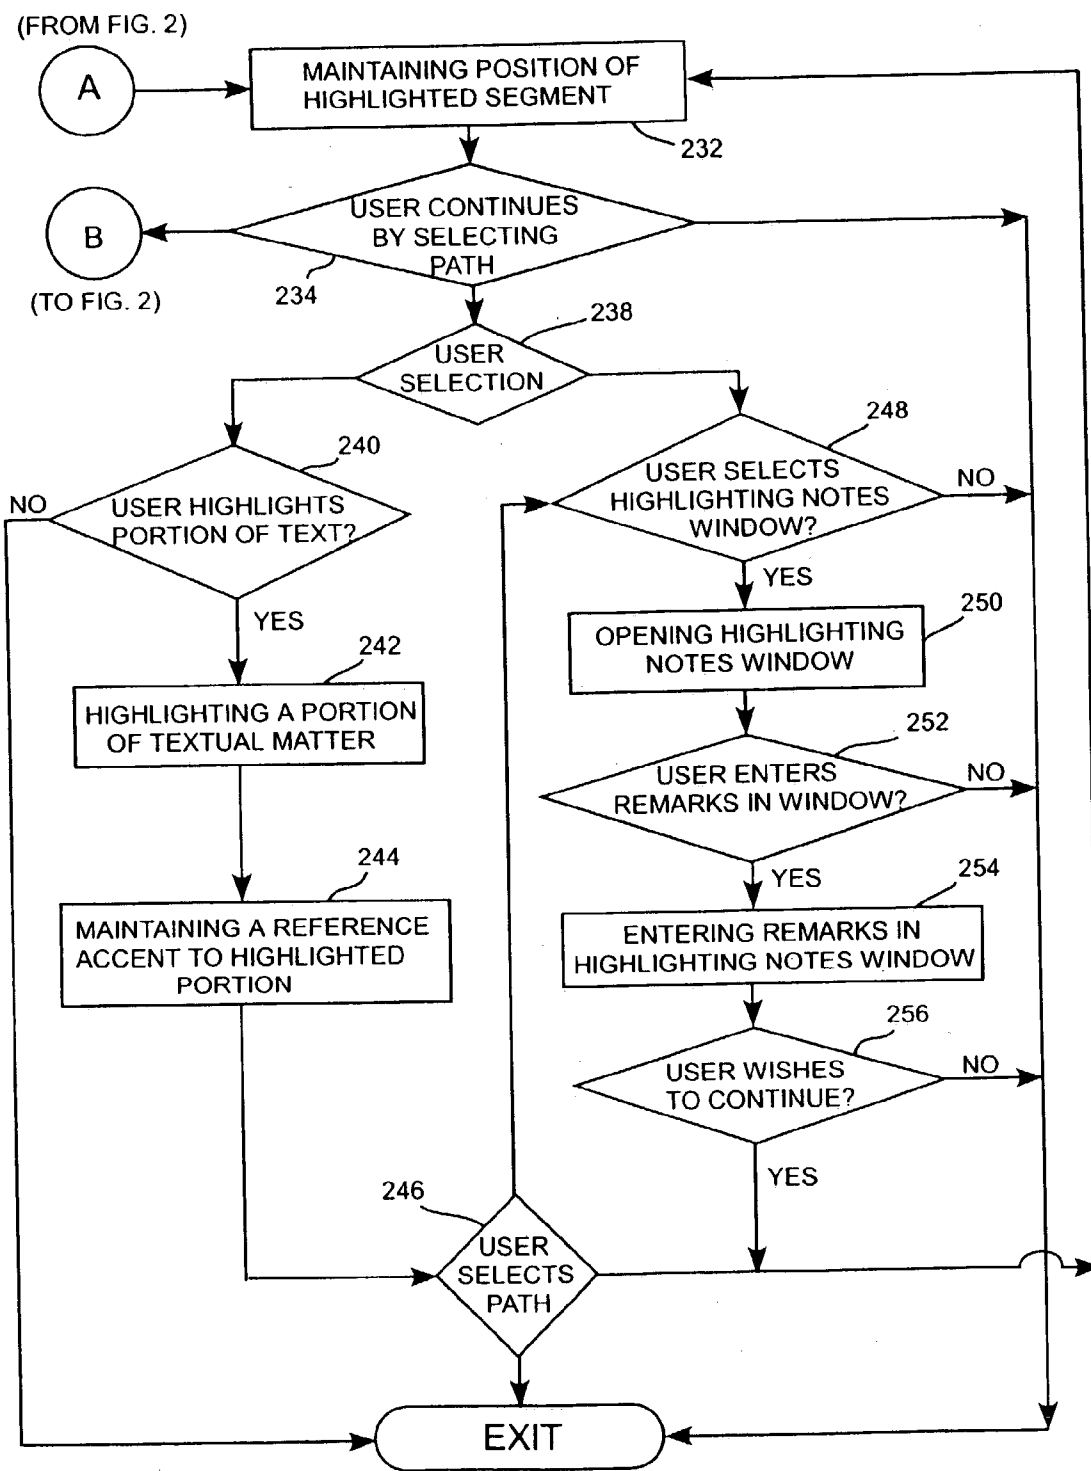 (FROM FIG. 2)
A
MAINTAINING POSITION OF
HIGHLIGHTED SEGMENT
232
B
(TO FIG. 2)
USER CONTINUES
BY SELECTING
PATH
234
238
USER
SELECTION
240
NO
USER HIGHLIGHTS
PORTION OF TEXT?
YES
242
HIGHLIGHTING A PORTION
OF TEXTUAL MATTER
244
MAINTAINING A REFERENCE
ACCENT TO HIGHLIGHTED
PORTION
248
USER SELECTS
HIGHLIGHTING NOTES
WINDOW?
NO
YES
250
OPENING HIGHLIGHTING
NOTES WINDOW
252
USER ENTERS
REMARKS IN WINDOW?
NO
YES
254
ENTERING REMARKS IN
HIGHLIGHTING NOTES WINDOW
256
USER WISHES
TO CONTINUE?
NO
YES
246
USER
SELECTS
PATH
EXIT